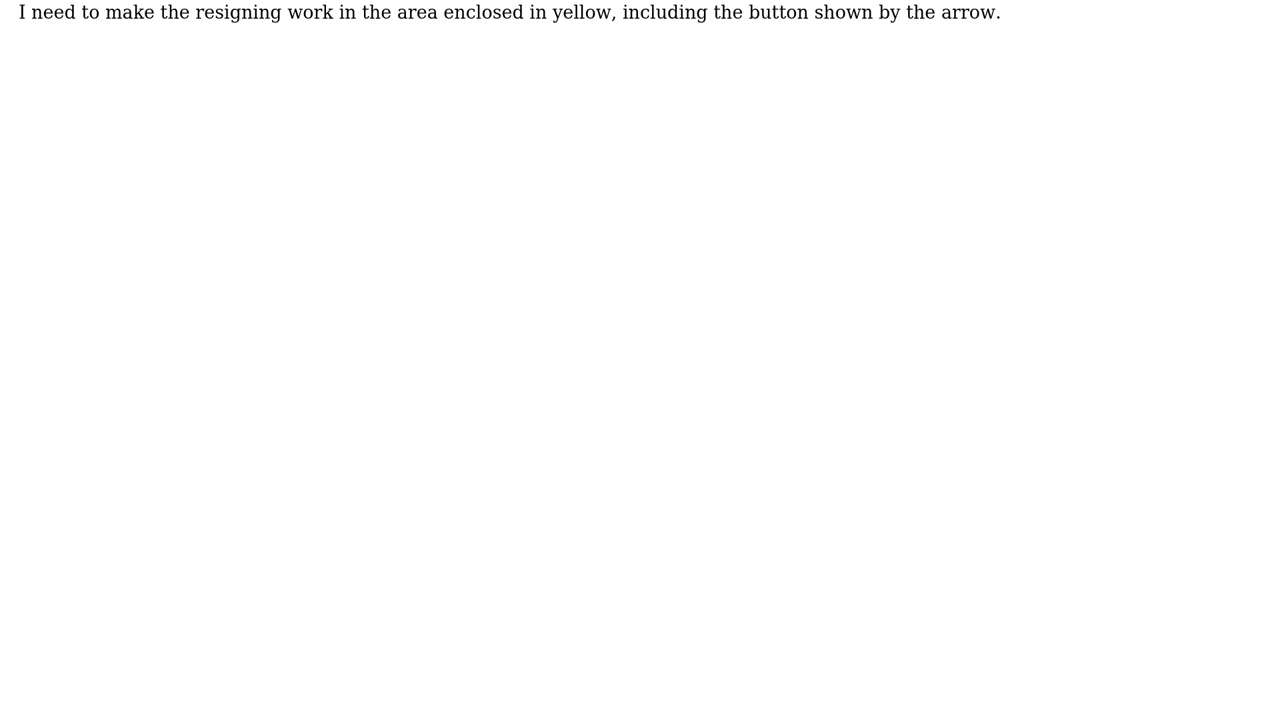 I need to make the resigning work in the area enclosed in yellow, including the button shown by the arrow.